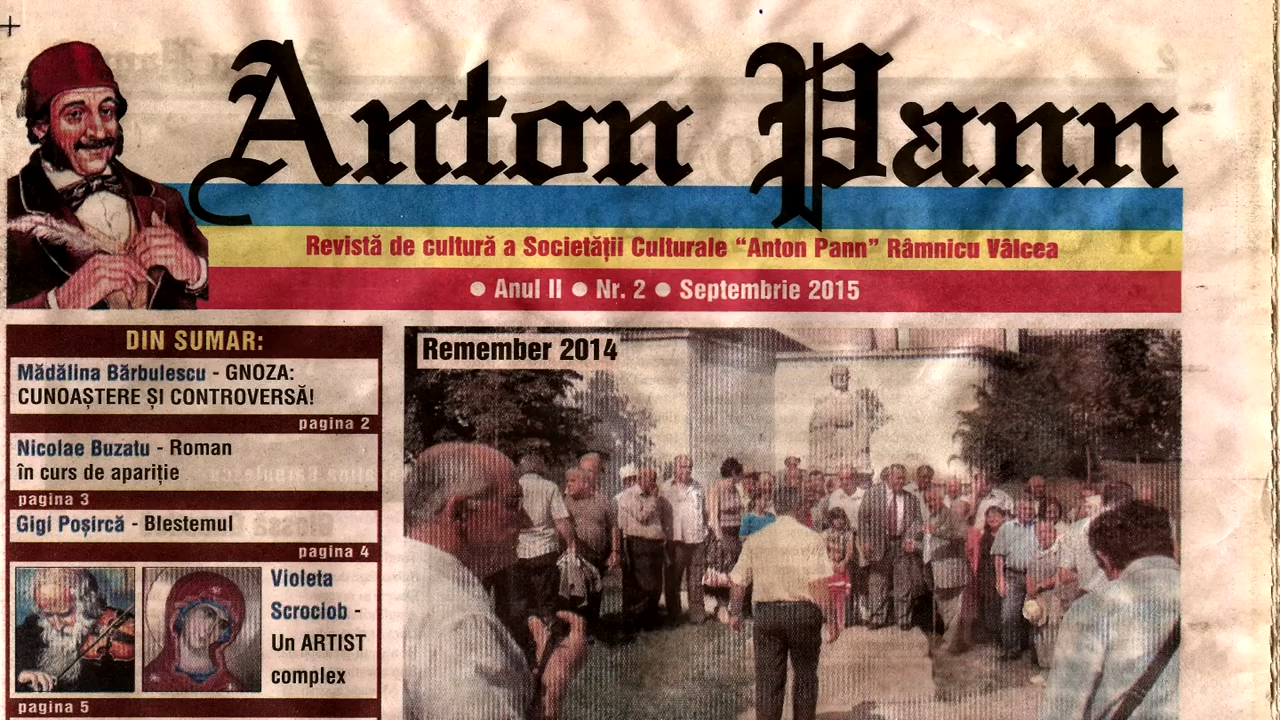 Anton Pann
Revistă de cultură a Societății Culturale “Anton Pann” Râmnicu Vâlcea
● Anul II ● Nr. 2 ● Septembrie 2015
DIN SUMAR:
Mădălina Bărbulescu - GNOZA:
CUNOAȘTERE ȘI CONTROVERSĂ!
pagina 2
Nicolae Buzatu - Roman
în curs de apariție
pagina 3
Gigi Poșircă - Blestemul
pagina 4
Violeta
Scrociob -
Un ARTIST
complex
pagina 5
Remember 2014